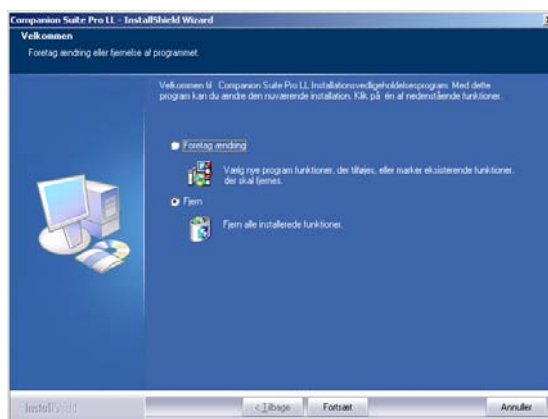 Companion Suite Pro LL - InstallShield Wizard
Velkommen
Foretag ændring eller fjernelse af programmet.
Velkommen til Companion Suite Pro LL Installationsvedligeholdelsesprogram. Med dette
program kan du ændre den nuværende installation. Klik på én af nedenstående funktioner.
Foretag ændring
Vælg nye program funktioner, der tilføjes, eller marker eksisterende funktioner,
der skal fjernes.
Fjern
Fjern alle installerede funktioner.
InstallShield
< Tilbage Fortsæt Annuller